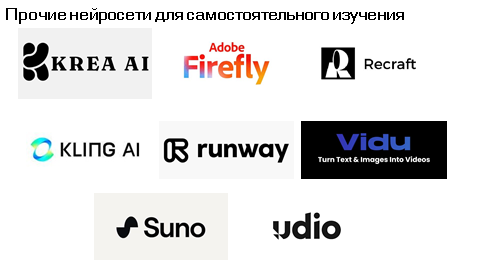 Прочие нейросети для самостоятельного изучения
KREA AI
Adobe
Firefly
Recraft
KLING AI
runway
Vidu
Turn Text & Images Into Videos
Suno
udio